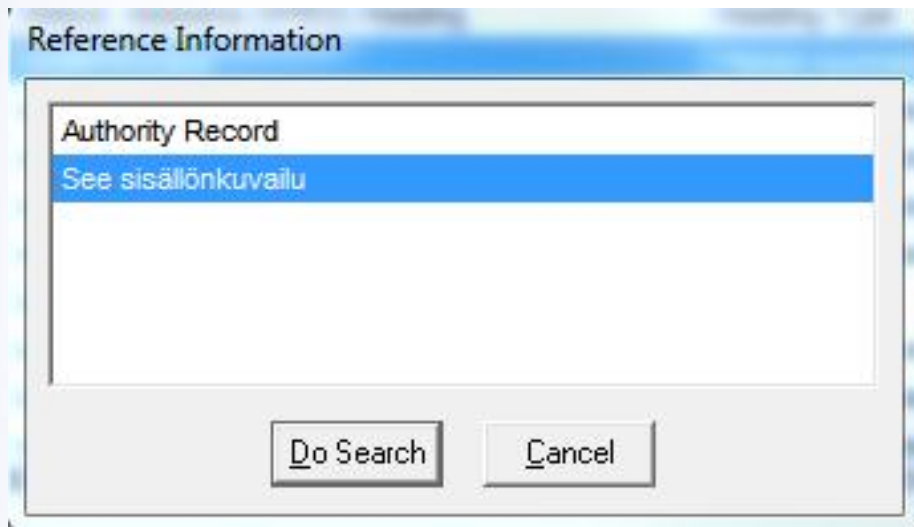 Reference Information
Authority Record
See sisällönkuvailu
Do Search
Cancel